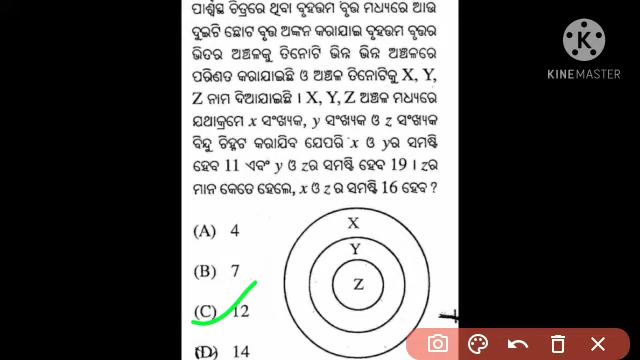 ପାର୍ଶ୍ୱସ୍ଥ ଚିତ୍ରରେ ଥିବା ବୃହତ୍ତମ ବୃତ୍ତ ମଧ୍ୟରେ ଆଉ
ଦୁଇଟି ଛୋଟ ବୃତ୍ତ ଅଙ୍କନ କରାଯାଇ ବୃହତ୍ତମ ବୃତ୍ତର
ଭିତର ଅଞ୍ଚଳକୁ ତିନୋଟି ଭିନ୍ନ ଭିନ୍ନ ଅଞ୍ଚଳରେ
ପରିଣତ କରାଯାଇଛି ଓ ଅଞ୍ଚଳ ତିନୋଟିକୁ X, Y,
Z ନାମ ଦିଆଯାଇଛି । X, Y, Z ଅଞ୍ଚଳ ମଧ୍ୟରେ
ଯଥାକ୍ରମେ x ସଂଖ୍ୟକ, y ସଂଖ୍ୟକ ଓ z ସଂଖ୍ୟକ
ବିନ୍ଦୁ ଚିହ୍ନଟ କରାଯିବ ଯେପରି x ଓ yର ସମଷ୍ଟି
ହେବ 11 ଏବଂ y ଓ zର ସମଷ୍ଟି ହେବ 19 । zର
ମାନ କେତେ ହେଲେ, x ଓ z ର ସମଷ୍ଟି 16 ହେବ ?
(A) 4
(B) 7
(C) 12
(D) 14
X
Y
Z
K
KINEMASTER